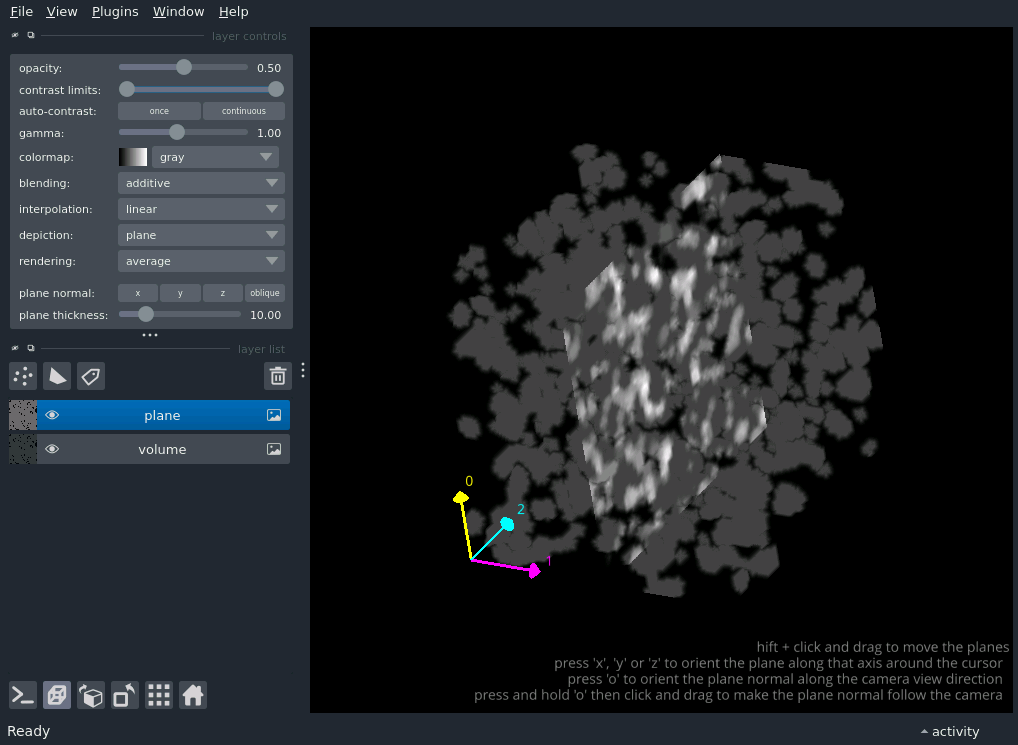 File View Plugins Window Help
layer controls
opacity: 0.50
contrast limits:
auto-contrast: once continuous
gamma: 1.00
colormap: gray
blending: additive
interpolation: linear
depiction: plane
rendering: average
plane normal: x y z oblique
plane thickness: 10.00
layer list
plane
volume
0
2
1
hift + click and drag to move the planes
press 'x', 'y' or 'z' to orient the plane along that axis around the cursor
press 'o' to orient the plane normal along the camera view direction
press and hold 'o' then click and drag to make the plane normal follow the camera
Ready activity